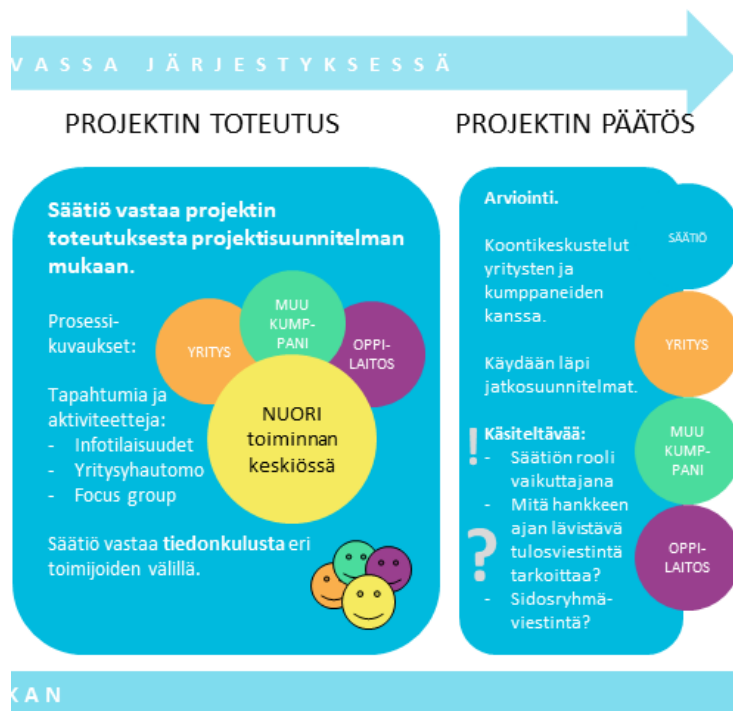 VASSA JÄRJESTYKSESSÄ
PROJEKTIN TOTEUTUS
Säätiö vastaa projektin
toteutuksesta projektisuunnitelman
mukaan.
Prosessi-
kuvaukset:
YRITYS
MUU
KUMP-
PANI
OPPI-
LAITOS
NUORI
toiminnan
keskiössä
Tapahtumia ja
aktiviteetteja:
- Infotilaisuudet
- Yritysyhautomo
- Focus group
Säätiö vastaa tiedonkulusta eri
toimijoiden välillä.
PROJEKTIN PÄÄTÖS
Arviointi.
Koontikeskustelut
yritysten ja
kumppaneiden
kanssa.
Käydään läpi
jatkosuunnitelmat.
! Käsiteltävää:
- Säätiön rooli
vaikuttajana
- Mitä hankkeen
ajan lävistävä
tulosviestintä
tarkoittaa?
- Sidosryhmä-
viestintä?
?
SÄÄTIÖ
YRITYS
MUU
KUMP-
PANI
OPPI-
LAITOS
KAN